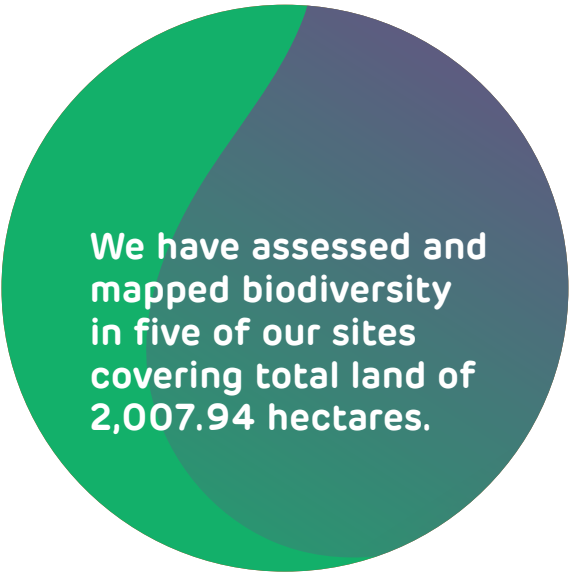 We have assessed and
mapped biodiversity
in five of our sites
covering total land of
2,007.94 hectares.